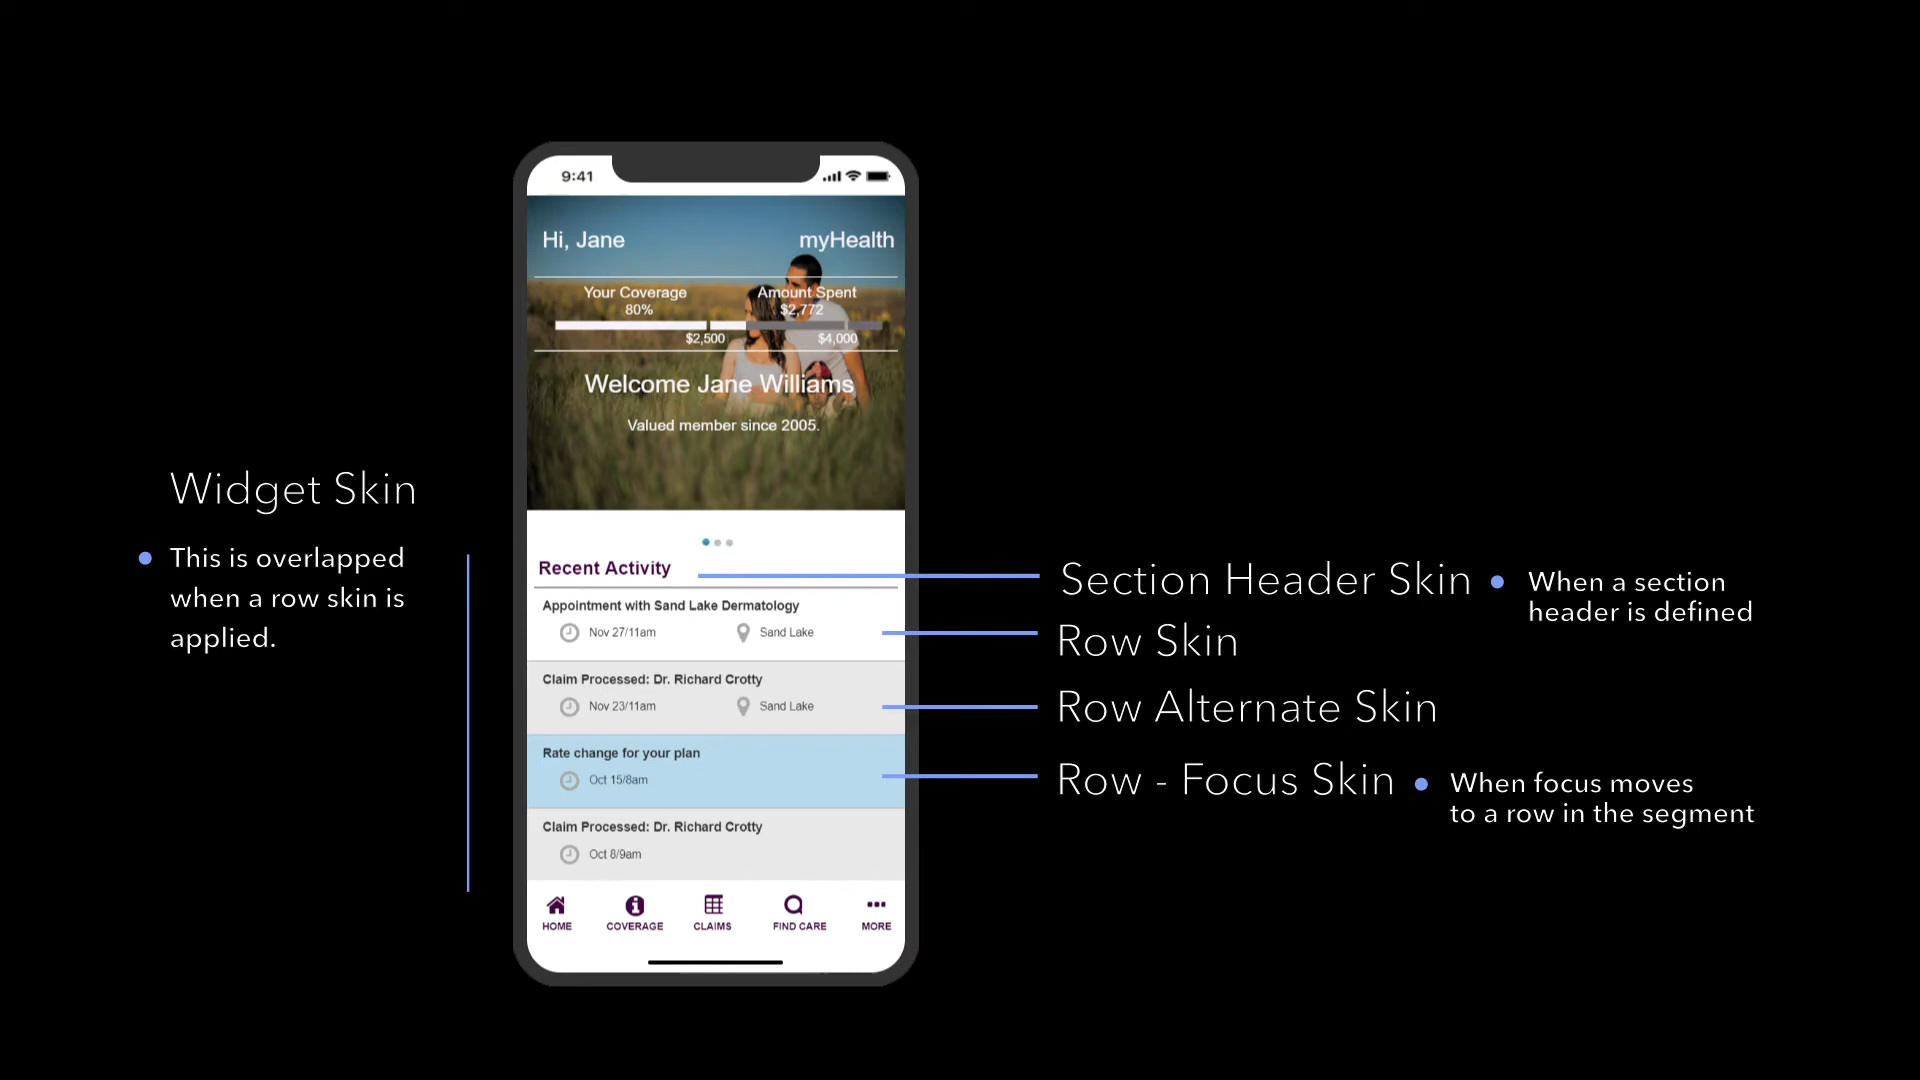 9:41
Hi, Jane
myHealth
Your Coverage
80%
Amount Spent
$2,772
$2,500
$4,000
Welcome Jane Williams
Valued member since 2005.
Widget Skin
This is overlapped
when a row skin is
applied.
Recent Activity
Appointment with Sand Lake Dermatology
Nov 27/11am
Sand Lake
Claim Processed: Dr. Richard Crotty
Nov 23/11am
Sand Lake
Rate change for your plan
Oct 15/8am
Claim Processed: Dr. Richard Crotty
Oct 8/9am
HOME
COVERAGE
CLAIMS
FIND CARE
MORE
Section Header Skin
When a section
header is defined
Row Skin
Row Alternate Skin
Row - Focus Skin
When focus moves
to a row in the segment